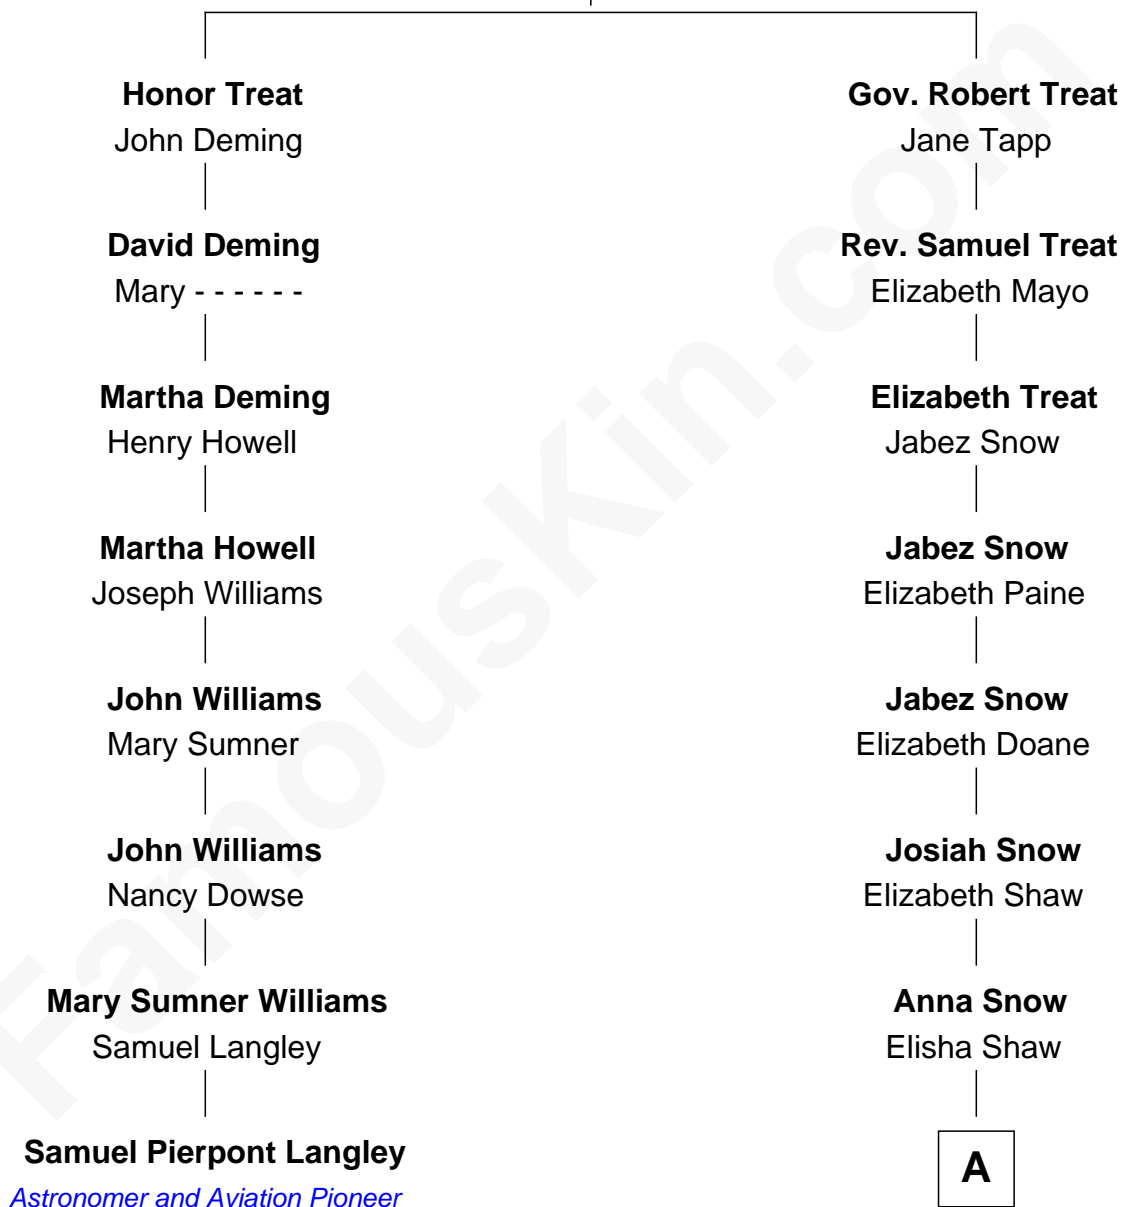 Honor Treat
John Deming
David Deming
Mary - - - - - -
Martha Deming
Henry Howell
Martha Howell
Joseph Williams
John Williams
Mary Sumner
John Williams
Nancy Dowse
Mary Sumner Williams
Samuel Langley
Samuel Pierpont Langley
Astronomer and Aviation Pioneer
Gov. Robert Treat
Jane Tapp
Rev. Samuel Treat
Elizabeth Mayo
Elizabeth Treat
Jabez Snow
Jabez Snow
Elizabeth Paine
Jabez Snow
Elizabeth Doane
Josiah Snow
Elizabeth Shaw
Anna Snow
Elisha Shaw
A
FamousKin.com